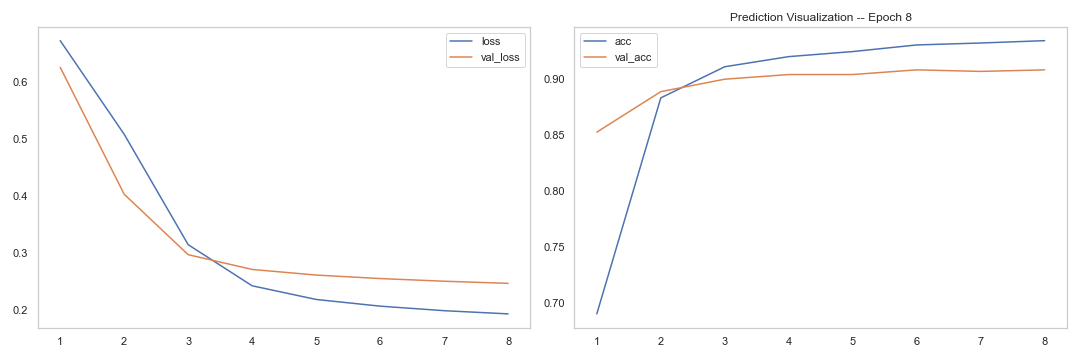 loss
val_loss
0.6
0.5
0.4
0.3
0.2
1 2 3 4 5 6 7 8
Prediction Visualization -- Epoch 8
acc
val_acc
0.90
0.85
0.80
0.75
0.70
1 2 3 4 5 6 7 8